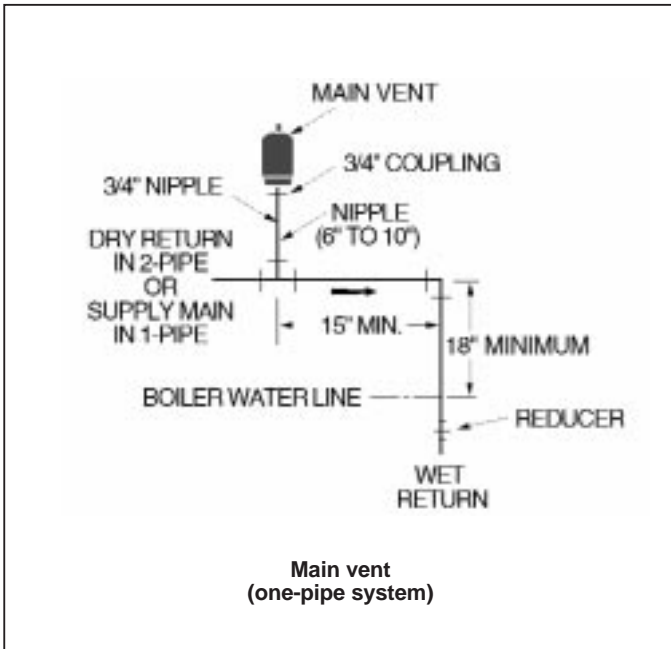 MAIN VENT
3/4" COUPLING
3/4" NIPPLE
NIPPLE
(6" TO 10")
DRY RETURN
IN 2-PIPE
OR
SUPPLY MAIN
IN 1-PIPE
15" MIN.
18" MINIMUM
BOILER WATER LINE
REDUCER
WET
RETURN
Main vent
(one-pipe system)